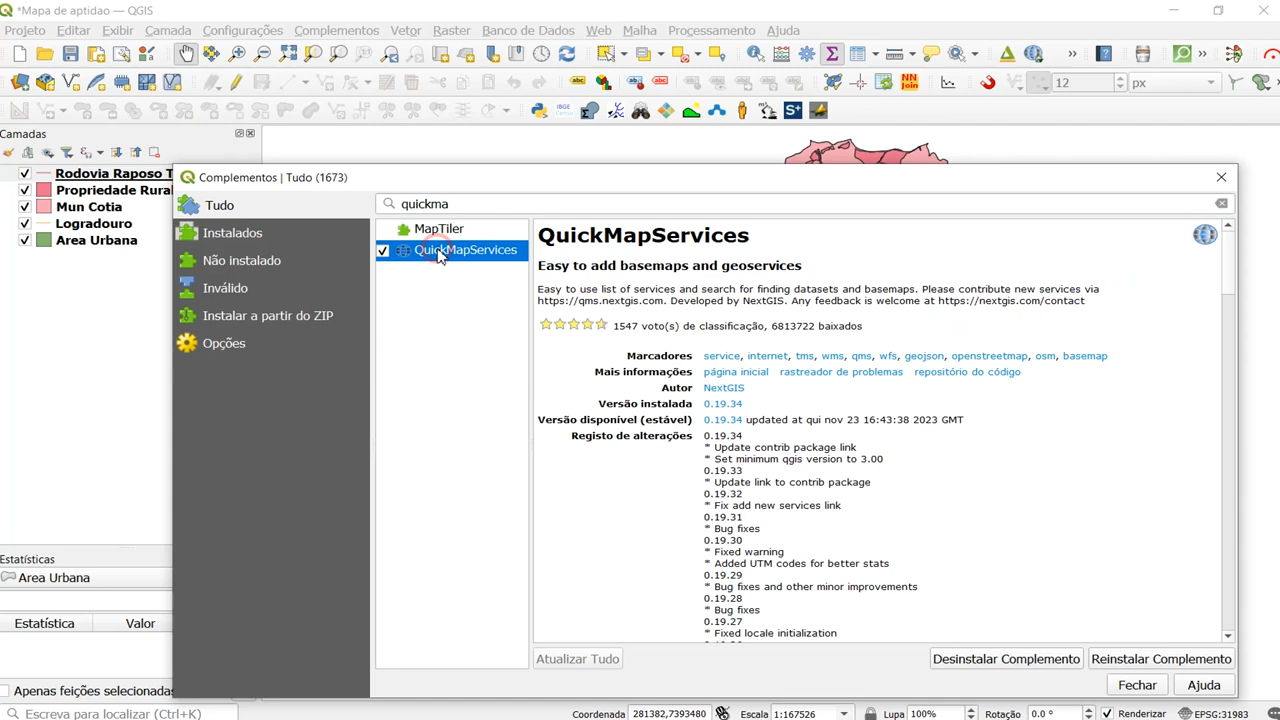 *Mapa de aptidao — QGIS
Projeto Editar Exibir Camada Configurações Complementos Vetor Raster Banco de Dados Web Malha Processamento Ajuda
12 px
IBGE
Camadas
Rodovia Raposo T
Propriedade Rura
Mun Cotia
Logradouro
Area Urbana
Complementos | Tudo (1673)
Tudo
Instalados
Não instalado
Inválido
Instalar a partir do ZIP
Opções
quickma
MapTiler
QuickMapServices
QuickMapServices
Easy to add basemaps and geoservices
Easy to use list of services and search for finding datasets and basemaps. Please contribute new services via
https://qms.nextgis.com. Developed by NextGIS. Any feedback is welcome at https://nextgis.com/contact
1547 voto(s) de classificação, 6813722 baixados
Marcadores service, internet, tms, wms, qms, wfs, geojson, openstreetmap, osm, basemap
Mais informações página inicial rastreador de problemas repositório do código
Autor NextGIS
Versão instalada 0.19.34
Versão disponível (estável) 0.19.34 updated at qui nov 23 16:43:38 2023 GMT
Registo de alterações 0.19.34
* Update contrib package link
* Set minimum qgis version to 3.00
0.19.33
* Update link to contrib package
0.19.32
* Fix add new services link
0.19.31
* Bug fixes
0.19.30
* Fixed warning
* Added UTM codes for better stats
0.19.29
* Bug fixes and other minor improvements
0.19.28
* Bug fixes
0.19.27
* Fixed locale initialization
Atualizar Tudo Desinstalar Complemento Reinstalar Complemento
Fechar Ajuda
Estatísticas
Area Urbana
Estatística Valor
Apenas feições selecionadas
Escreva para localizar (Ctrl+K)
Coordenada 281382,7393480 Escala 1:167526 Lupa 100% Rotação 0.0 ° Renderizar EPSG:31983